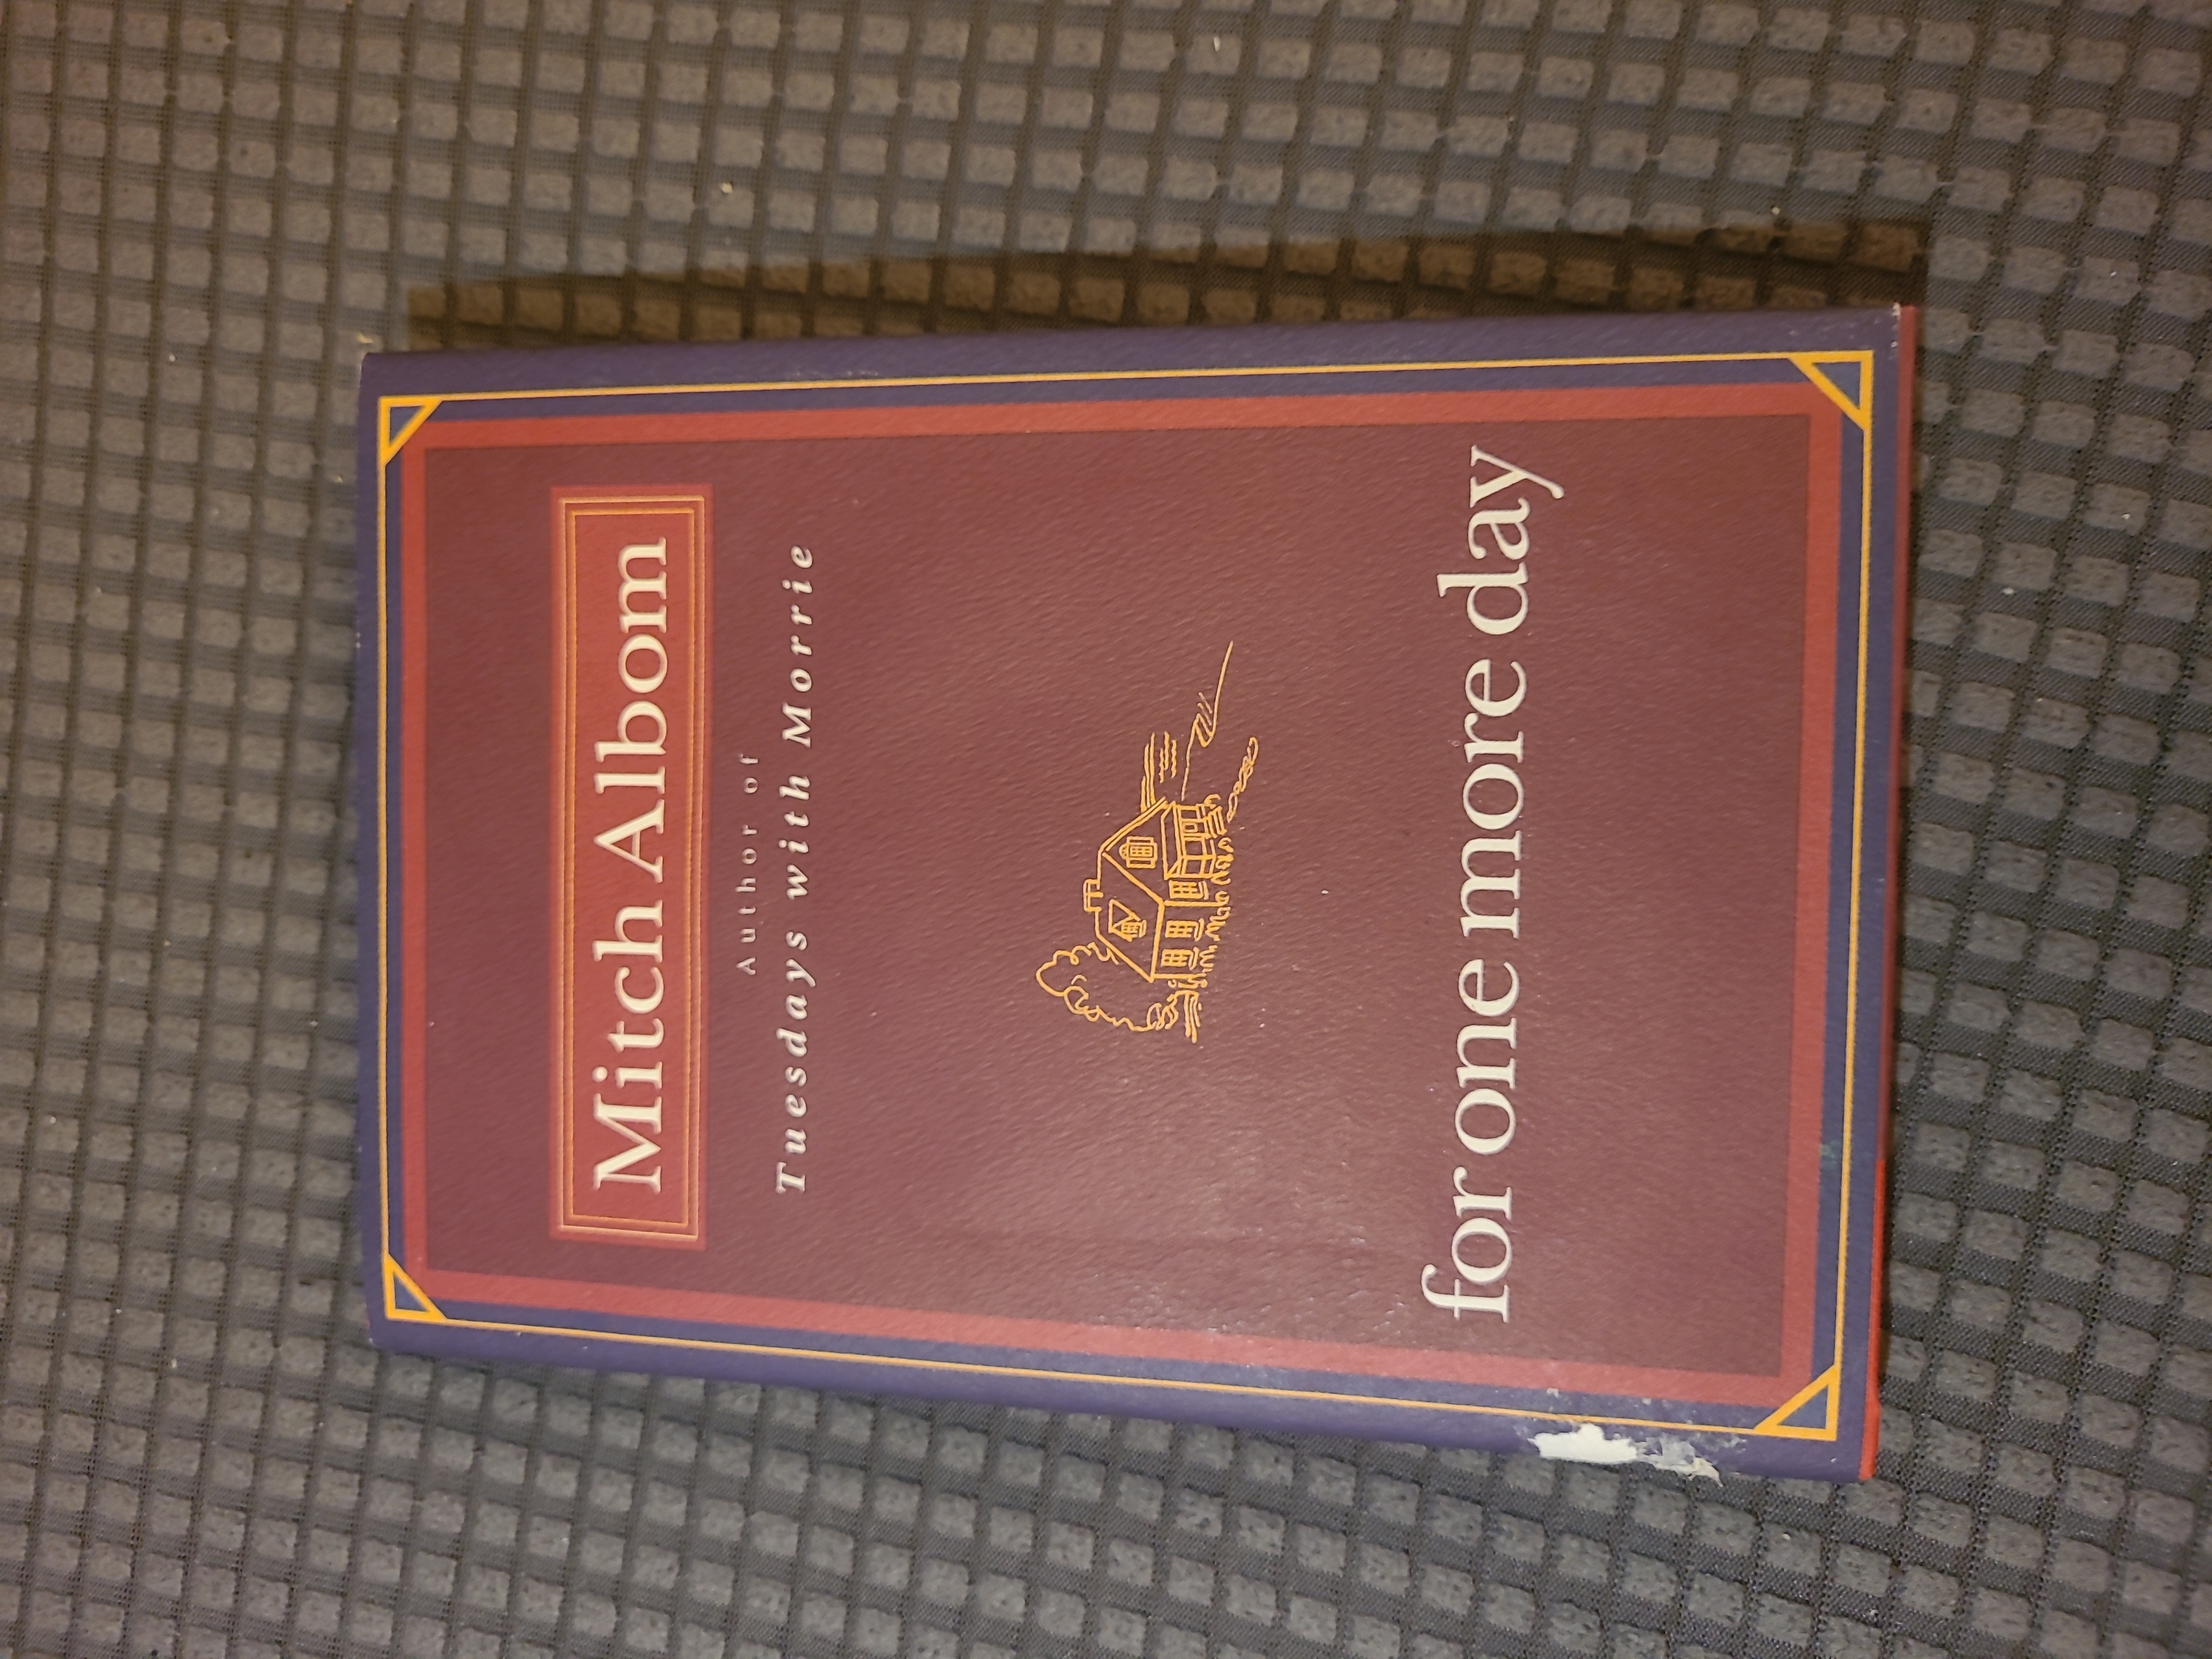 Mitch Albom
Author of
Tuesdays with Morrie
for one more day